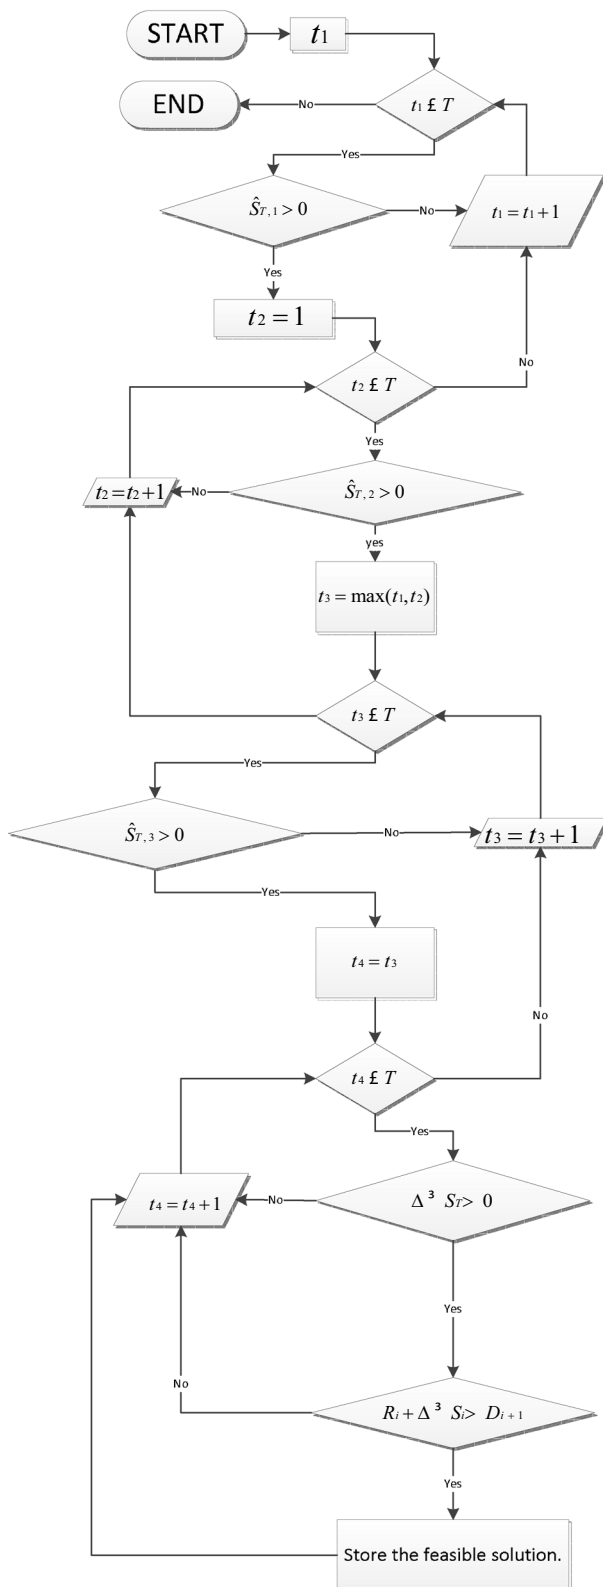 START
t1
END
No
t1 £ T
Yes
ŜT,1 > 0
No
t1 = t1 + 1
Yes
t2 = 1
No
t2 £ T
Yes
t2 = t2 + 1
No
ŜT,2 > 0
yes
t3 = max(t1, t2)
t3 £ T
Yes
ŜT,3 > 0
No
t3 = t3 + 1
Yes
t4 = t3
No
t4 £ T
Yes
t4 = t4 + 1
No
Δ ³ ST > 0
Yes
No
Ri + Δ ³ Si > Di+1
Yes
Store the feasible solution.